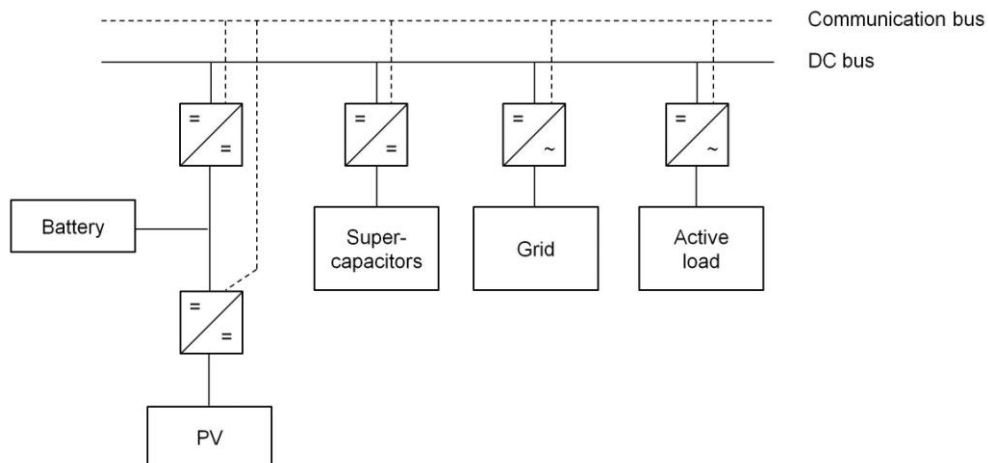 Communication bus
DC bus
=
=
=
=
=
~
=
~
Battery
Super-
capacitors
Grid
Active
load
=
=
PV